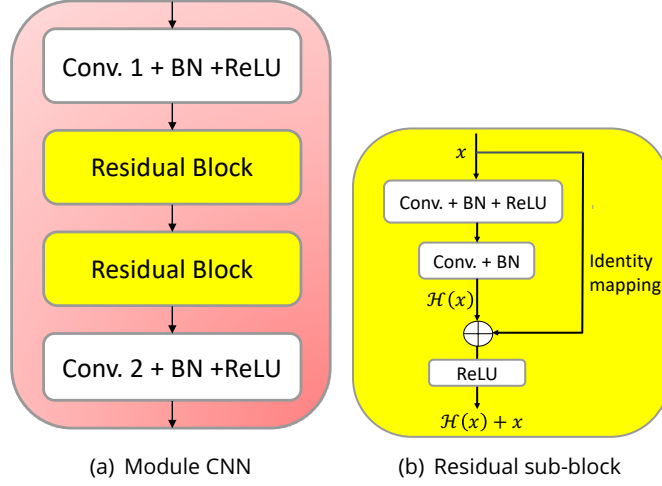 Conv. 1 + BN +ReLU
Residual Block
Residual Block
Conv. 2 + BN +ReLU
(a) Module CNN
x
Conv. + BN + ReLU
Conv. + BN
Identity
mapping
ℋ(x)
ReLU
ℋ(x) + x
(b) Residual sub-block